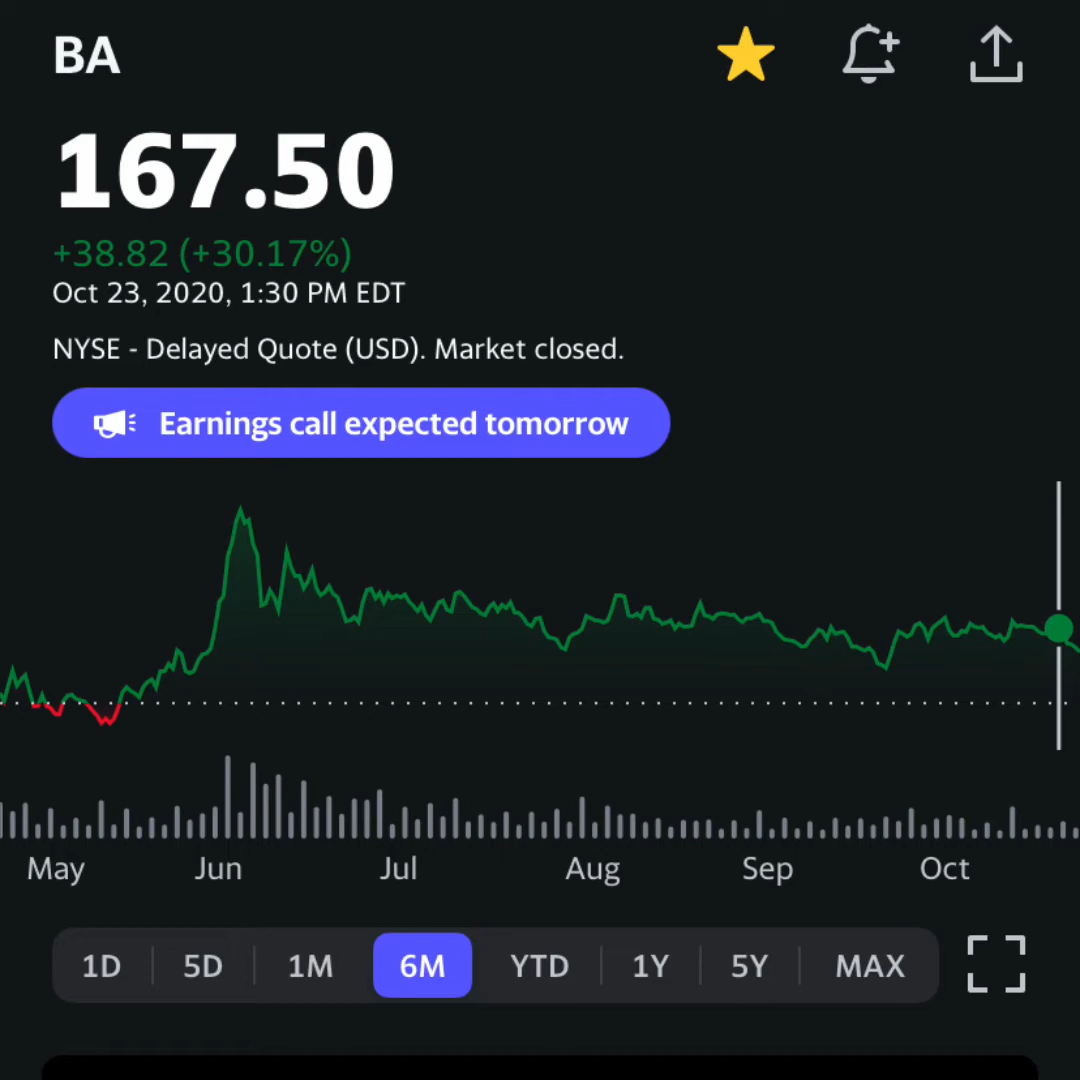 BA
167.50
+38.82 (+30.17%)
Oct 23, 2020, 1:30 PM EDT
NYSE - Delayed Quote (USD). Market closed.
Earnings call expected tomorrow
May Jun Jul Aug Sep Oct
1D 5D 1M 6M YTD 1Y 5Y MAX